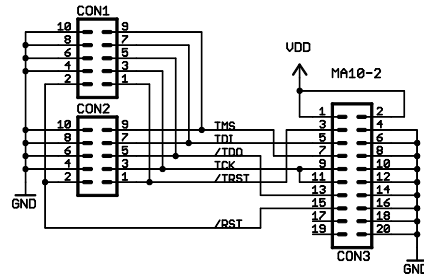 CON1
10 9
8 7
6 5
4 3
2 1
CON2
10 9
8 7
6 5
4 3
2 1
GND
TMS
TDI
/TDO
TCK
/TRST
/RST
VDD
MA10-2
1 2
3 4
5 6
7 8
9 10
11 12
13 14
15 16
17 18
19 20
CON3
GND